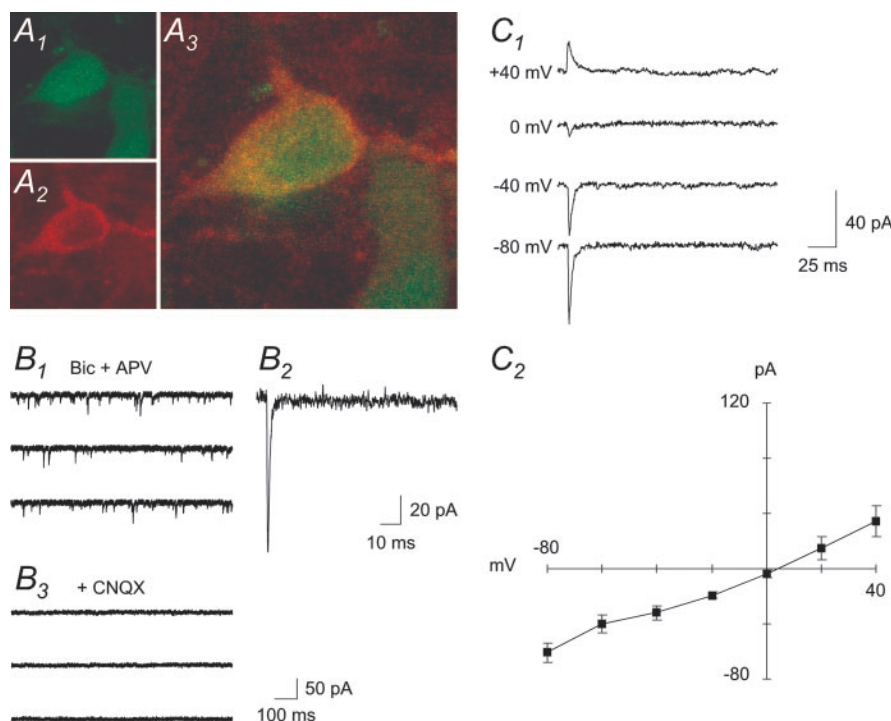 A1
A2
A3
C1
+40 mV
0 mV
-40 mV
-80 mV
40 pA
25 ms
B1 Bic + APV
B2
20 pA
10 ms
B3 + CNQX
50 pA
100 ms
C2
pA
120
-80
mV
40
-80